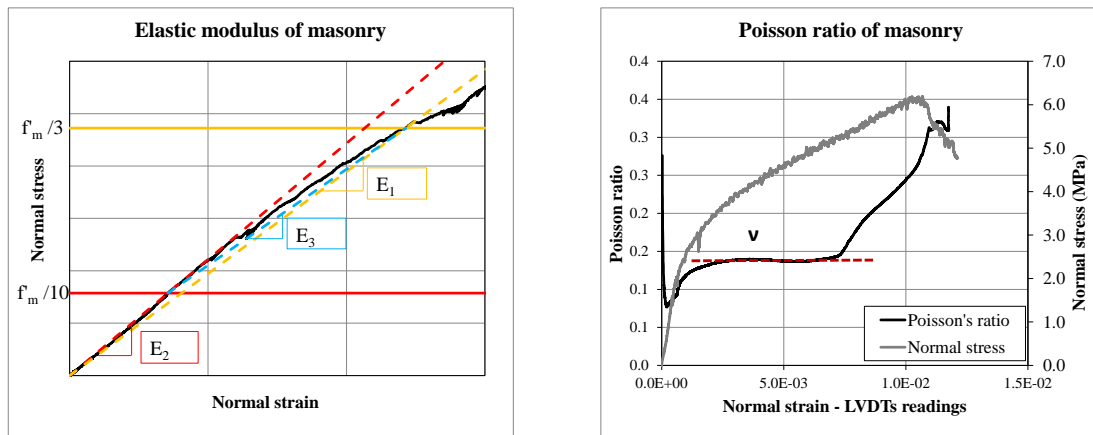 Elastic modulus of masonry
f'm /3
Normal stress
f'm /10
E1
E3
E2
Normal strain
Poisson ratio of masonry
0.4
0.4
0.3
0.3
0.2
0.2
0.1
0.1
0.0
Poisson ratio
ν
Poisson's ratio
Normal stress
7.0
6.0
5.0
4.0
3.0
2.0
1.0
0.0
Normal stress (MPa)
0.0E+00 5.0E-03 1.0E-02 1.5E-02
Normal strain - LVDTs readings